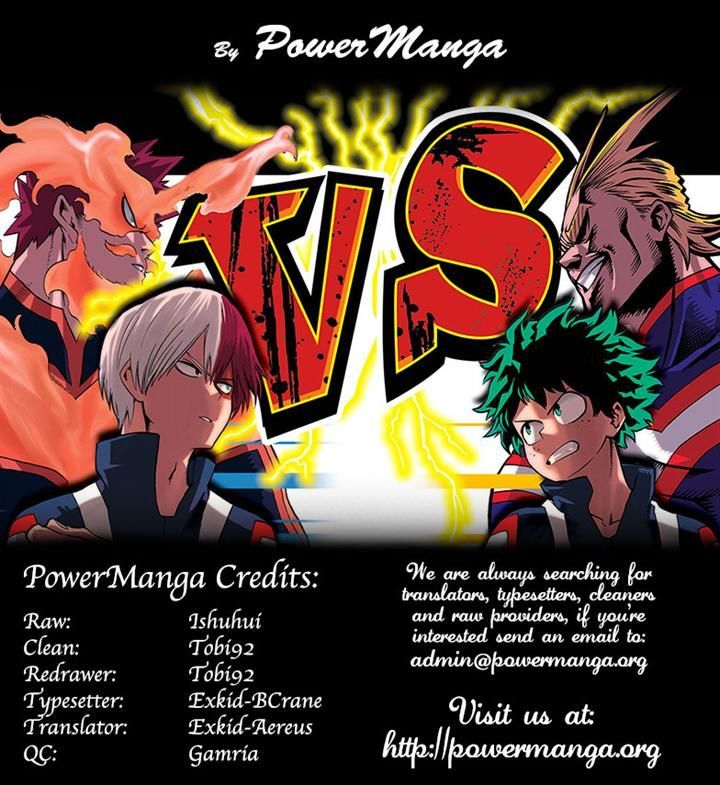 By PowerManga
VS
PowerManga Credits:
Raw: Ishuhui
Clean: Tobi92
Redrawer: Tobi92
Typesetter: Exkid-BCrane
Translator: Exkid-Aereus
QC: Gamria
We are always searching for
translators, typesetters, cleaners
and raw providers, if you're
interested send an email to:
admin@powermanga.org
Visit us at:
http://powermanga.org